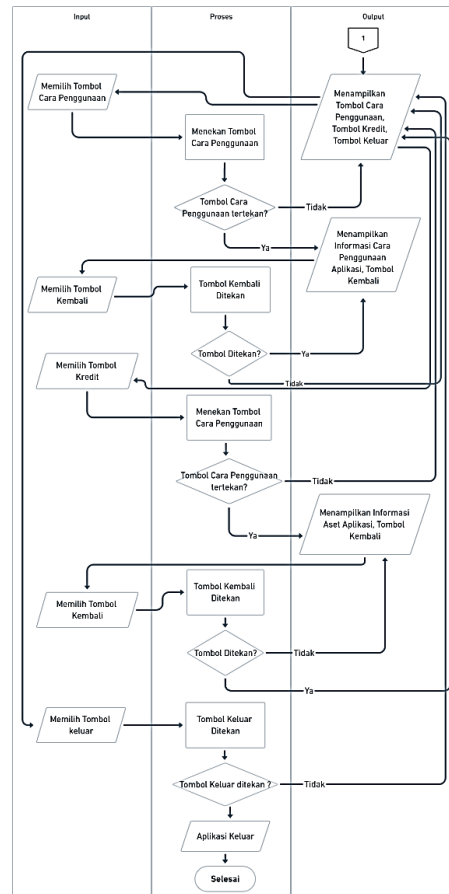 Input
Proses
Output
1
Memilih Tombol
Cara Penggunaan
Menampilkan
Tombol Cara
Penggunaan,
Tombol Kredit,
Tombol Keluar
Menekan Tombol
Cara Penggunaan
Tombol Cara
Penggunaan tertekan?
Tidak
Ya
Menampilkan
Informasi Cara
Penggunaan
Aplikasi, Tombol
Kembali
Memilih Tombol
Kembali
Tombol Kembali
Ditekan
Tombol Ditekan?
Ya
Tidak
Memilih Tombol
Kredit
Menekan Tombol
Cara Penggunaan
Tombol Cara Penggunaan
tertekan?
Tidak
Ya
Menampilkan Informasi
Aset Aplikasi, Tombol
Kembali
Memilih Tombol
Kembali
Tombol Kembali
Ditekan
Tombol Ditekan?
Tidak
Ya
Memilih Tombol
keluar
Tombol Keluar
Ditekan
Tombol Keluar ditekan ?
Tidak
Aplikasi Keluar
Selesai